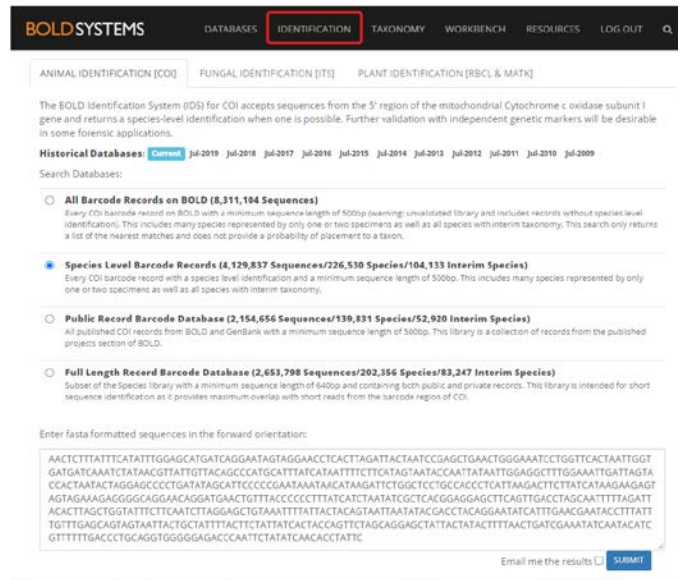 BOLDSYSTEMS
DATABASES IDENTIFICATION TAXONOMY WORKBENCH RESOURCES LOG OUT
ANIMAL IDENTIFICATION [COI] FUNGAL IDENTIFICATION [ITS] PLANT IDENTIFICATION [RBCL & MATK]
The BOLD Identification System (IDS) for COI accepts sequences from the 5' region of the mitochondrial Cytochrome c oxidase subunit I
gene and returns a species-level identification when one is possible. Further validation with independent genetic markers will be desirable
in some forensic applications.
Historical Databases: Current Jul-2019 Jul-2018 Jul-2017 Jul-2016 Jul-2015 Jul-2014 Jul-2013 Jul-2012 Jul-2011 Jul-2010 Jul-2009
Search Databases:
All Barcode Records on BOLD (8,311,104 Sequences)
Every COI barcode record on BOLD with a minimum sequence length of 500bp (warning: unvalidated library and includes records without species level
identification). This includes many species represented by only one or two specimens as well as all species with interim taxonomy. This search only returns
a list of the nearest matches and does not provide a probability of placement to a taxon.
Species Level Barcode Records (4,129,837 Sequences/226,530 Species/104,133 Interim Species)
Every COI barcode record with a species level identification and a minimum sequence length of 500bp. This includes many species represented by only
one or two specimens as well as all species with interim taxonomy.
Public Record Barcode Database (2,154,656 Sequences/139,831 Species/52,920 Interim Species)
All published COI records from BOLD and GenBank with a minimum sequence length of 500bp. This library is a collection of records from the published
projects section of BOLD.
Full Length Record Barcode Database (2,653,798 Sequences/202,356 Species/83,247 Interim Species)
Subset of the Species library with a minimum sequence length of 640bp and containing both public and private records. This library is intended for short
sequence identification as it provides maximum overlap with short reads from the barcode region of COI.
Enter fasta formatted sequences in the forward orientation:
AACTCTTTATTTCATATTTGGAGCATGATCAGGAATAGTAGGAACCTCACTTAGATTACTAATCCGAGCTGAACTGGGAAATCCTGGTTCACTAATTGGT
GATGATCAAATCTATAACGTTATTGTTACAGCCCATGCATTTATCATAATTTTCTTCATAGTAATACCAATTATAATTGGAGGCTTTGGAAATTGATTAGTA
CCACTAATACTAGGAGCCCCTGATATAGCATTCCCCCGAATAAATAACATAAGATTCTGGCTCCTGCCACCCTCATTAAGACTTCTTATCATAAGAAGAGT
AGTAGAAAGAGGGGCAGGAACAGGATGAACTGTTTACCCCCCTTTATCATCTAATATCGCTCACGGAGGAGCTTCAGTTGACCTAGCAATTTTTAGATT
ACACTTAGCTGGTATTTCTTCAATCTTAGGAGCTGTAAATTTTATTACTACAGTAATTAATATACGACCTACAGGAATATCATTTGAACGAATACCTTTATT
TGTTTGAGCAGTAGTAATTACTGCTATTTTACTTCTATTATCACTACCAGTTCTAGCAGGAGCTATTACTATACTTTTAACTGATCGAAATATCAATACATC
GTTTTTTGACCCTGCAGGTGGGGGAGACCCAATTCTATATCAACACCTATTC
Email me the results SUBMIT